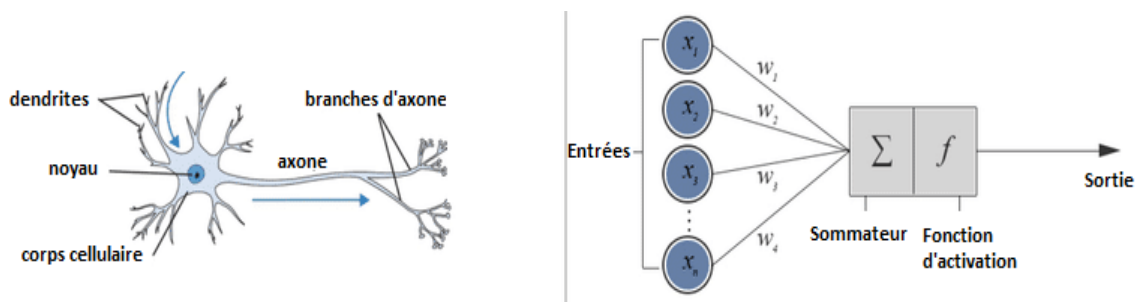 dendrites
branches d'axone
noyau
axone
corps cellulaire
Entrées
x1
x2
x3
xn
w1
w2
w3
w4
∑
f
Sortie
Sommateur
Fonction
d'activation